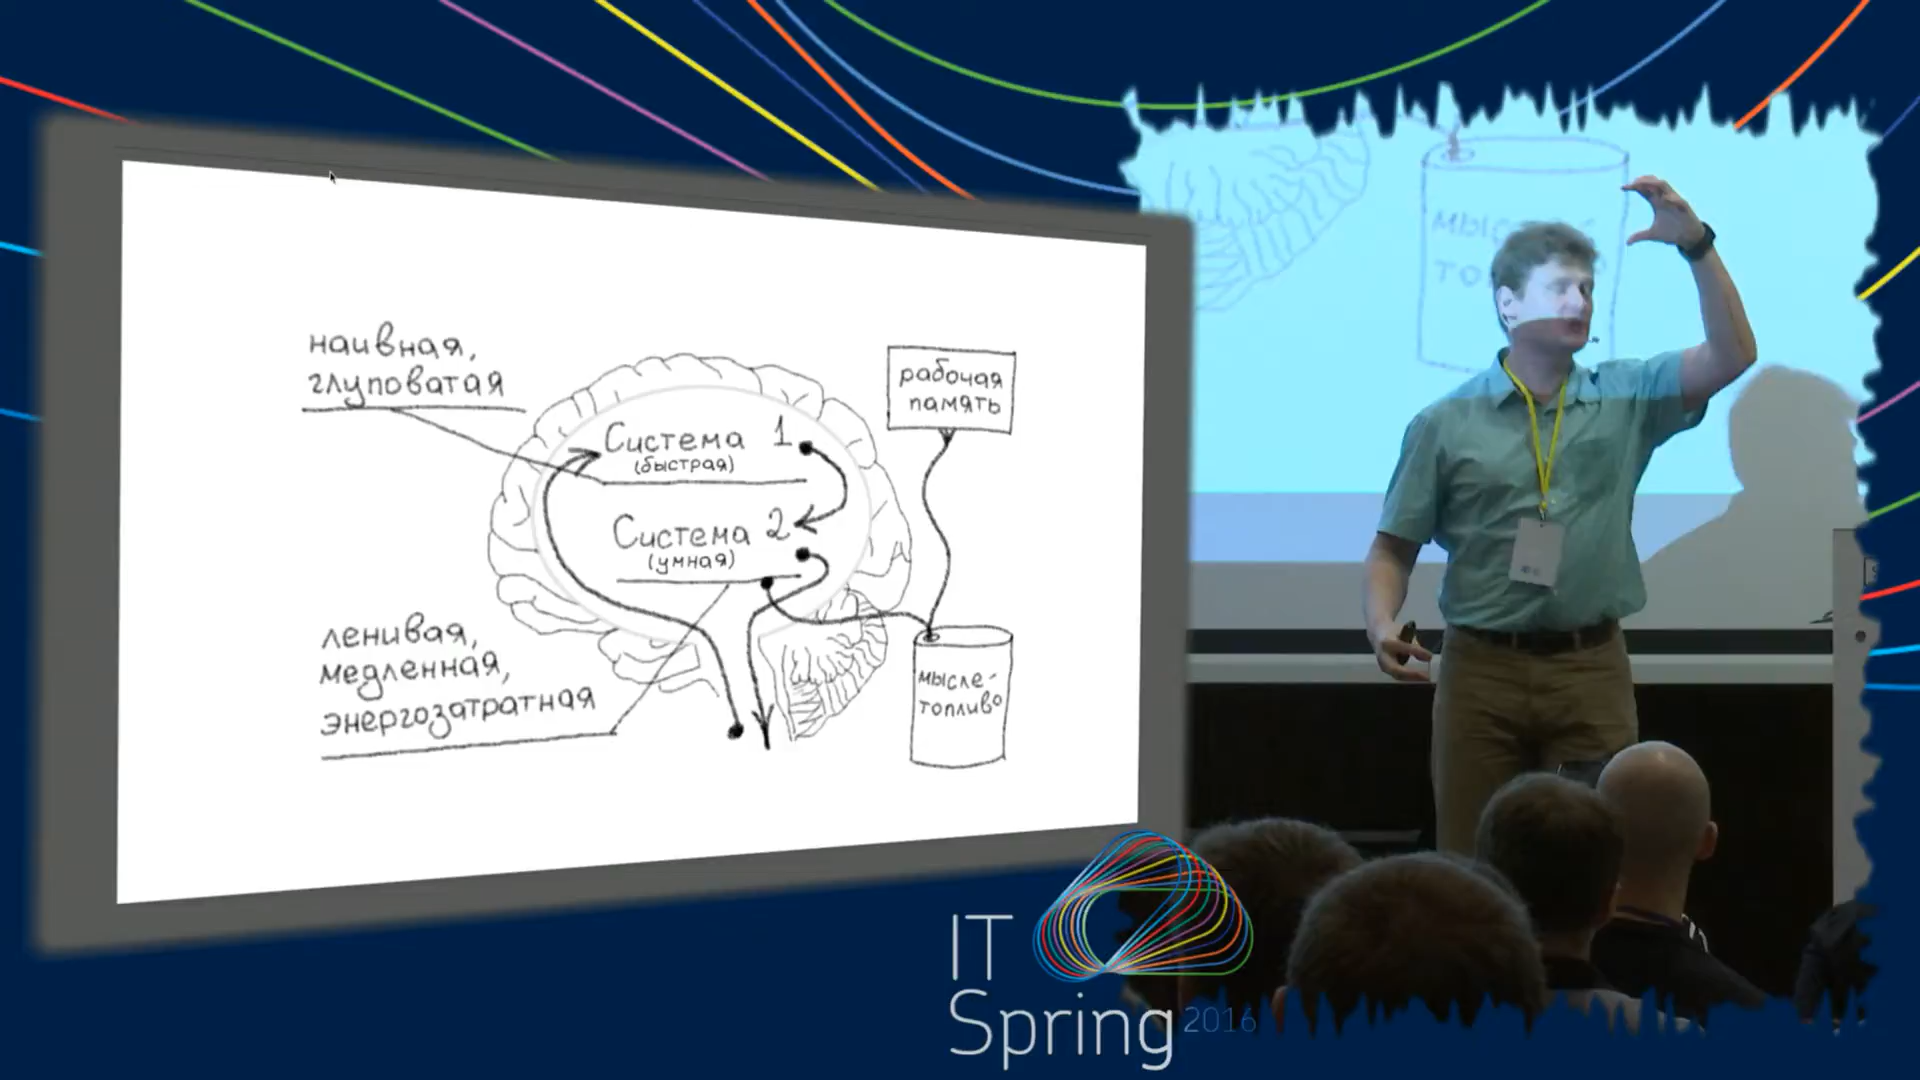 наивная,
глуповатая
Система 1
(быстрая)
Система 2
(умная)
ленивая,
медленная,
энергозатратная
рабочая
память
мысле-
топливо
IT
Spring 2016